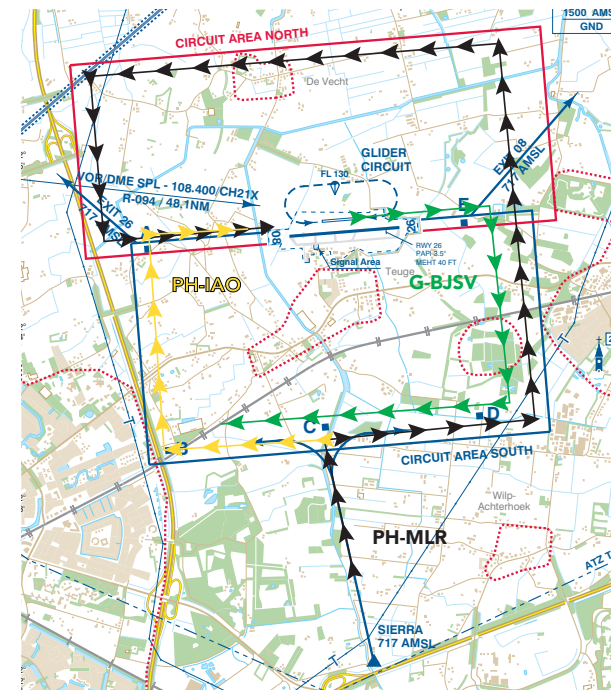 1500 AMS
GND
CIRCUIT AREA NORTH
De Vecht
EXIT 08
717 AMSL
GLIDER
CIRCUIT
FL 130
VOR/DME SPL - 108.400/CH21X
R-094 / 48.1NM
EXIT 26
717 AMSL
E
08
26
RWY 26
PAPI 3.5°
MEHT 40 FT
Signal Area
Teuge
PH-IAO
G-BJSV
2
C
D
B
CIRCUIT AREA SOUTH
Wilp-
Achterhoek
PH-MLR
ATZ T
SIERRA
717 AMSL